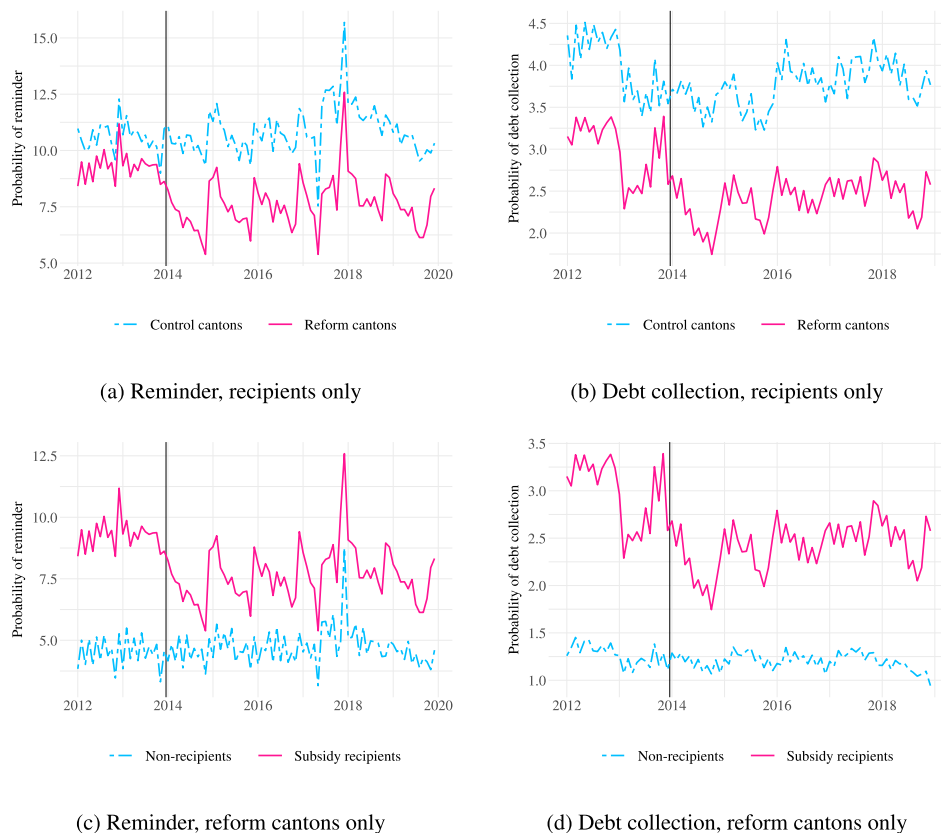 Probability of reminder
15.0
12.5
10.0
7.5
5.0
2012 2014 2016 2018 2020
Control cantons Reform cantons
(a) Reminder, recipients only
Probability of debt collection
4.5
4.0
3.5
3.0
2.5
2.0
2012 2014 2016 2018
Control cantons Reform cantons
(b) Debt collection, recipients only
Probability of reminder
12.5
10.0
7.5
5.0
2012 2014 2016 2018 2020
Non-recipients Subsidy recipients
(c) Reminder, reform cantons only
Probability of debt collection
3.5
3.0
2.5
2.0
1.5
1.0
2012 2014 2016 2018
Non-recipients Subsidy recipients
(d) Debt collection, reform cantons only